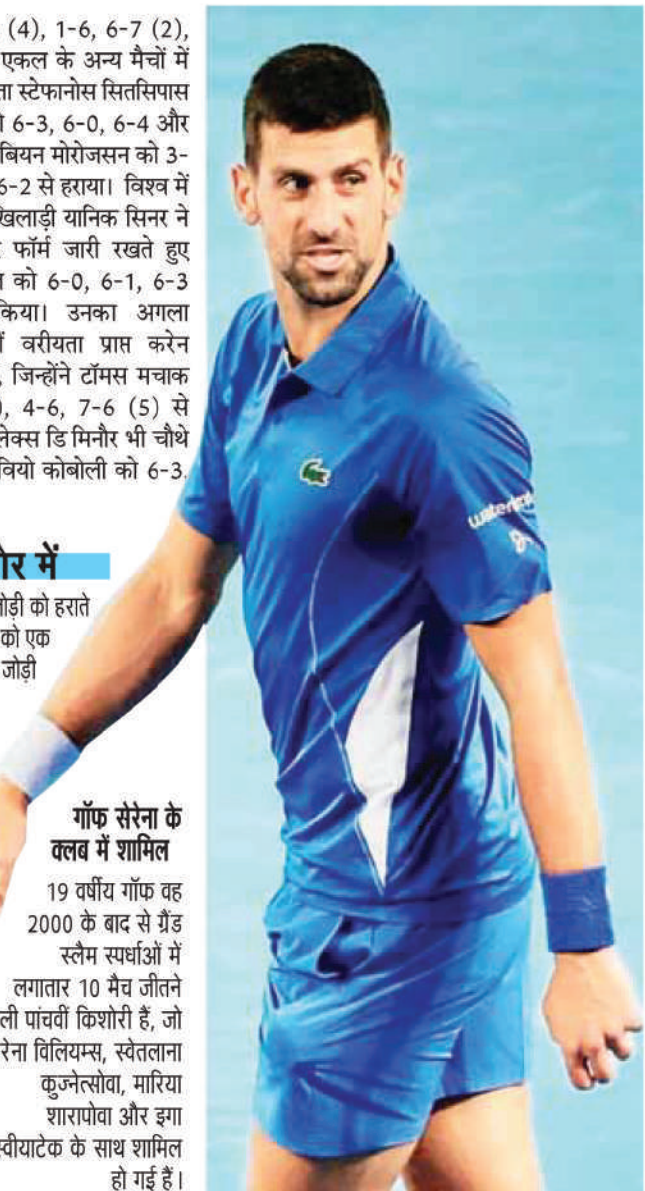 (4), 1-6, 6-7 (2),
एकल के अन्य मैचों में
स्टेफानोस सितसिपास
6-3, 6-0, 6-4 और
मोरोजसन को 3-
6-2 से हराया। विश्व में
खिलाड़ी यानिक सिनर ने
फॉर्म जारी रखते हुए
को 6-0, 6-1, 6-3
किया। उनका अगला
वरीयता प्राप्त करेन
जिन्होंने टॉमस मचाक
4-6, 7-6 (5) से
डि मिनौर भी चौथे
कोबोली को 6-3,
में
को हराते
को एक
जोड़ी
गॉफ सेरेना के
क्लब में शामिल
19 वर्षीय गॉफ वह
2000 के बाद से ग्रैंड
स्लैम स्पर्धाओं में
लगातार 10 मैच जीतने
पांचवीं किशोरी हैं, जो
विलियम्स, स्वेतलाना
कुज्नेत्सोवा, मारिया
शारापोवा और इगा
स्वीयाटेक के साथ शामिल
हो गई हैं।